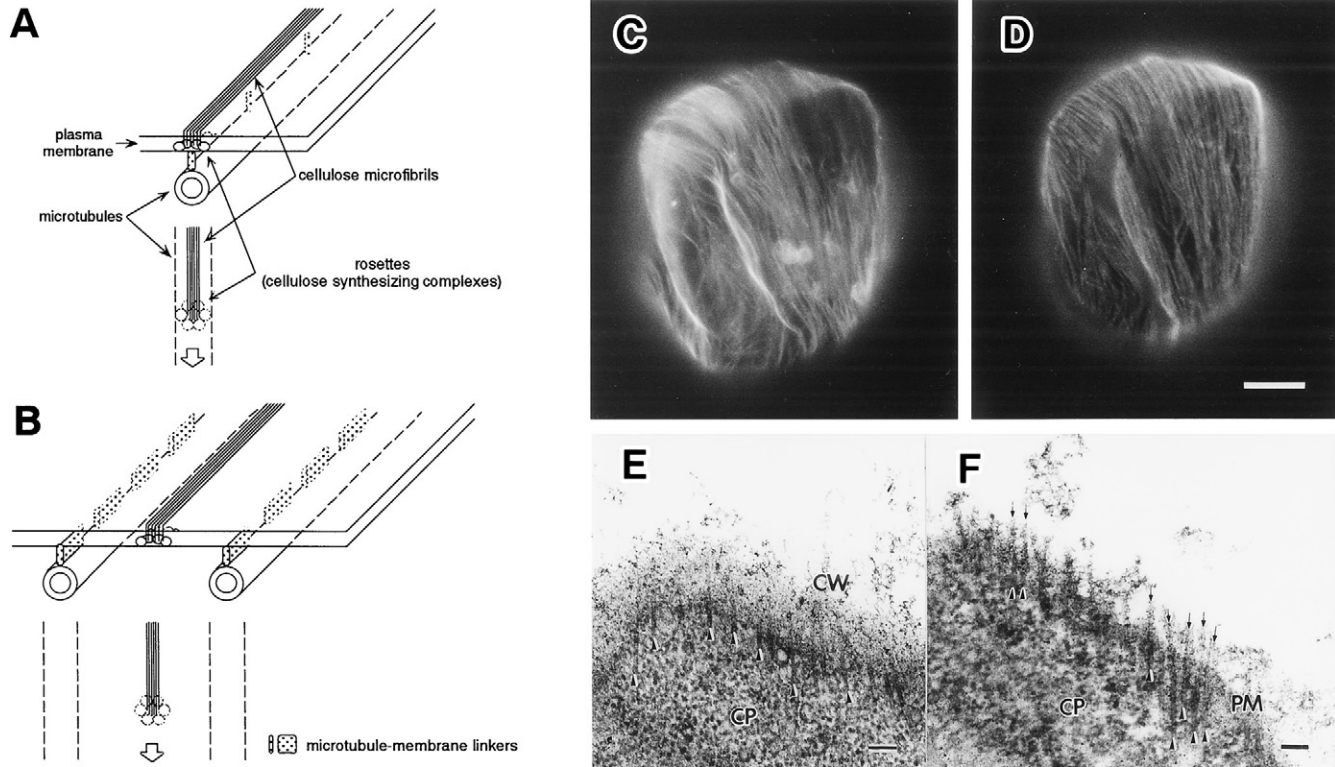 A
plasma
membrane
cellulose microfibrils
microtubules
rosettes
(cellulose synthesizing complexes)
B
microtubule-membrane linkers
C
D
E
CW
CP
F
CP
PM